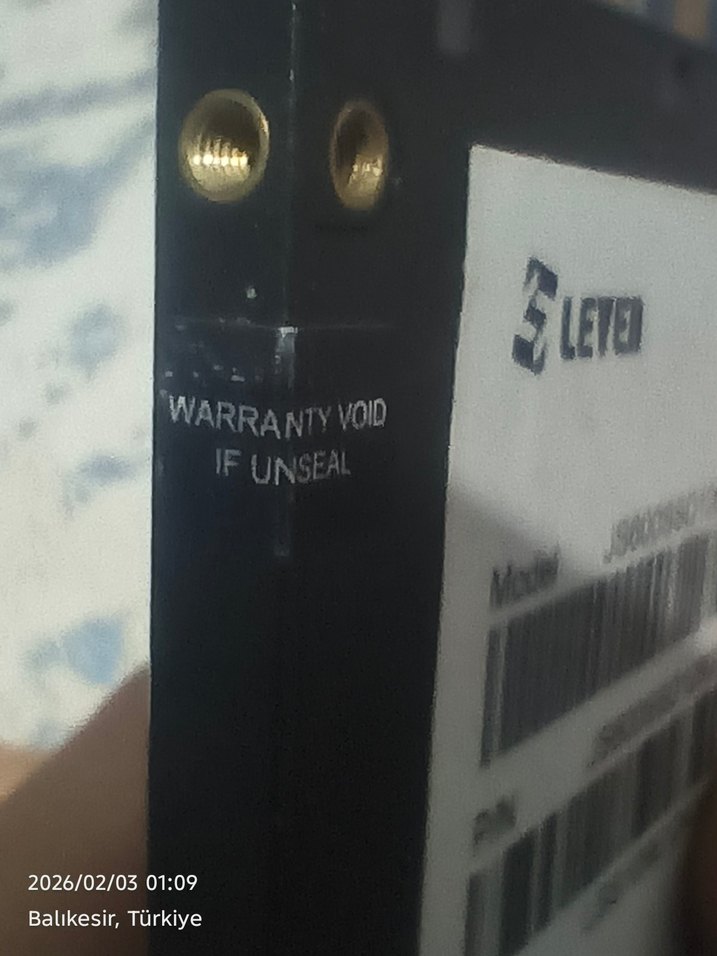 WARRANTY VOID
IF UNSEAL
LEVEN
Model
P/N
2026/02/03 01:09
Balıkesir, Türkiye